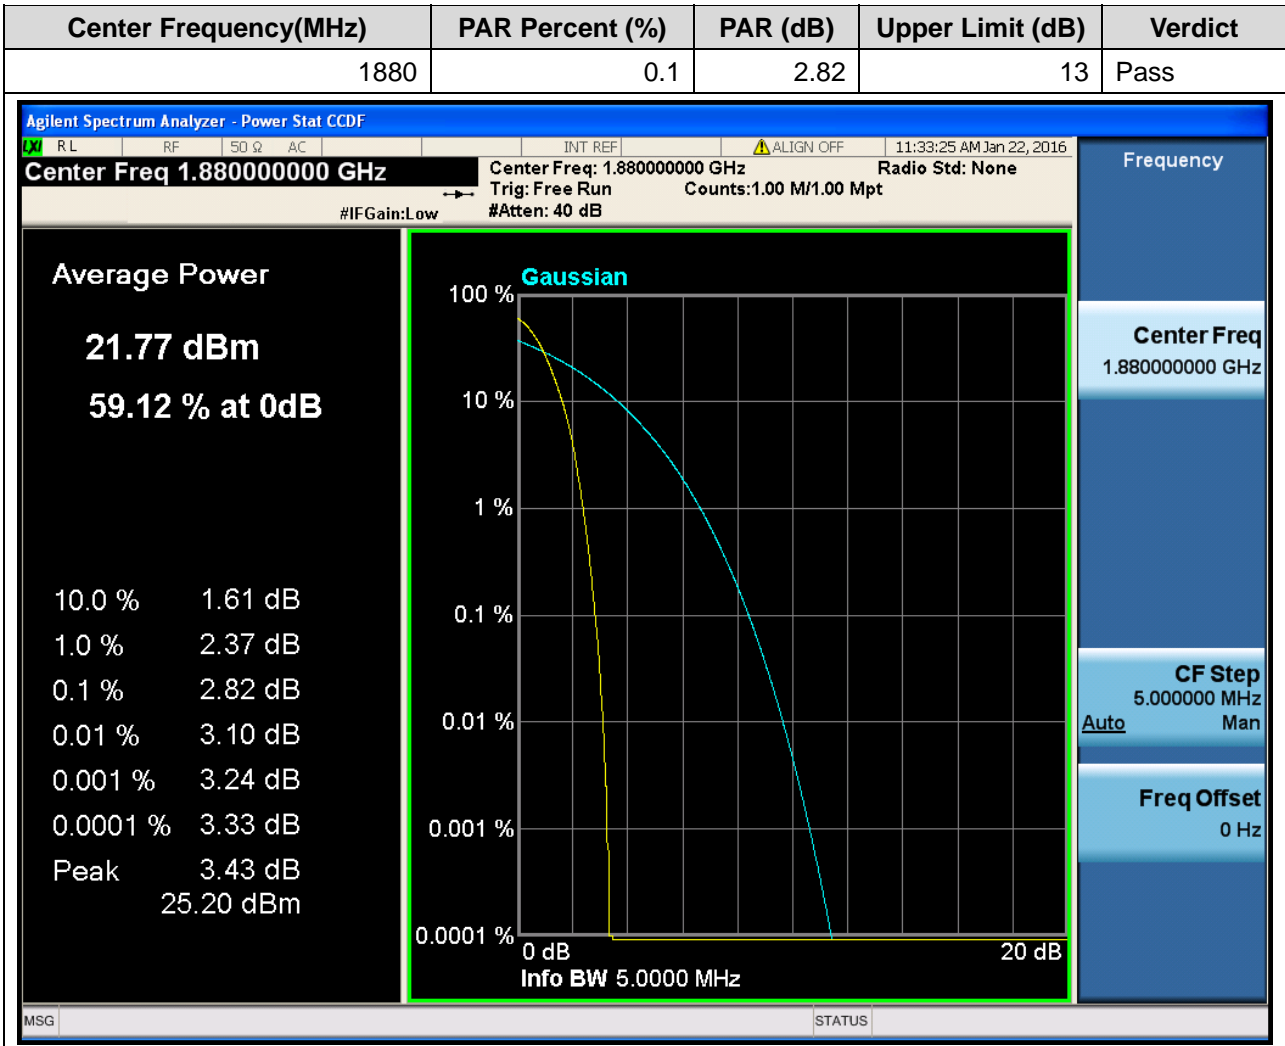 Center Frequency(MHz) PAR Percent (%) PAR (dB) Upper Limit (dB) Verdict
1880 0.1 2.82 13 Pass
Agilent Spectrum Analyzer - Power Stat CCDF
LXI RL RF 50 Ω AC INT REF ALIGN OFF 11:33:25 AM Jan 22, 2016
Center Freq 1.880000000 GHz
Center Freq: 1.880000000 GHz Radio Std: None
Trig: Free Run Counts:1.00 M/1.00 Mpt
#IFGain:Low #Atten: 40 dB
Average Power
21.77 dBm
59.12 % at 0dB
10.0 % 1.61 dB
1.0 % 2.37 dB
0.1 % 2.82 dB
0.01 % 3.10 dB
0.001 % 3.24 dB
0.0001 % 3.33 dB
Peak 3.43 dB
25.20 dBm
Gaussian
100 %
10 %
1 %
0.1 %
0.01 %
0.001 %
0.0001 %
0 dB 20 dB
Info BW 5.0000 MHz
Frequency
Center Freq
1.880000000 GHz
CF Step
5.000000 MHz
Auto Man
Freq Offset
0 Hz
MSG STATUS